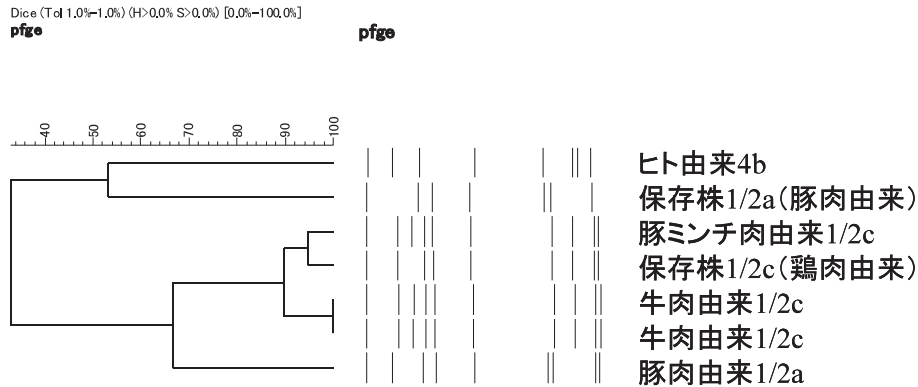 Dice (Tol 1.0%-1.0%) (H>0.0% S>0.0%) [0.0%-100.0%]
pfge
pfge
40 50 60 70 80 90 100
ヒト由来4b
保存株1/2a(豚肉由来)
豚ミンチ肉由来1/2c
保存株1/2c(鶏肉由来)
牛肉由来1/2c
牛肉由来1/2c
豚肉由来1/2a